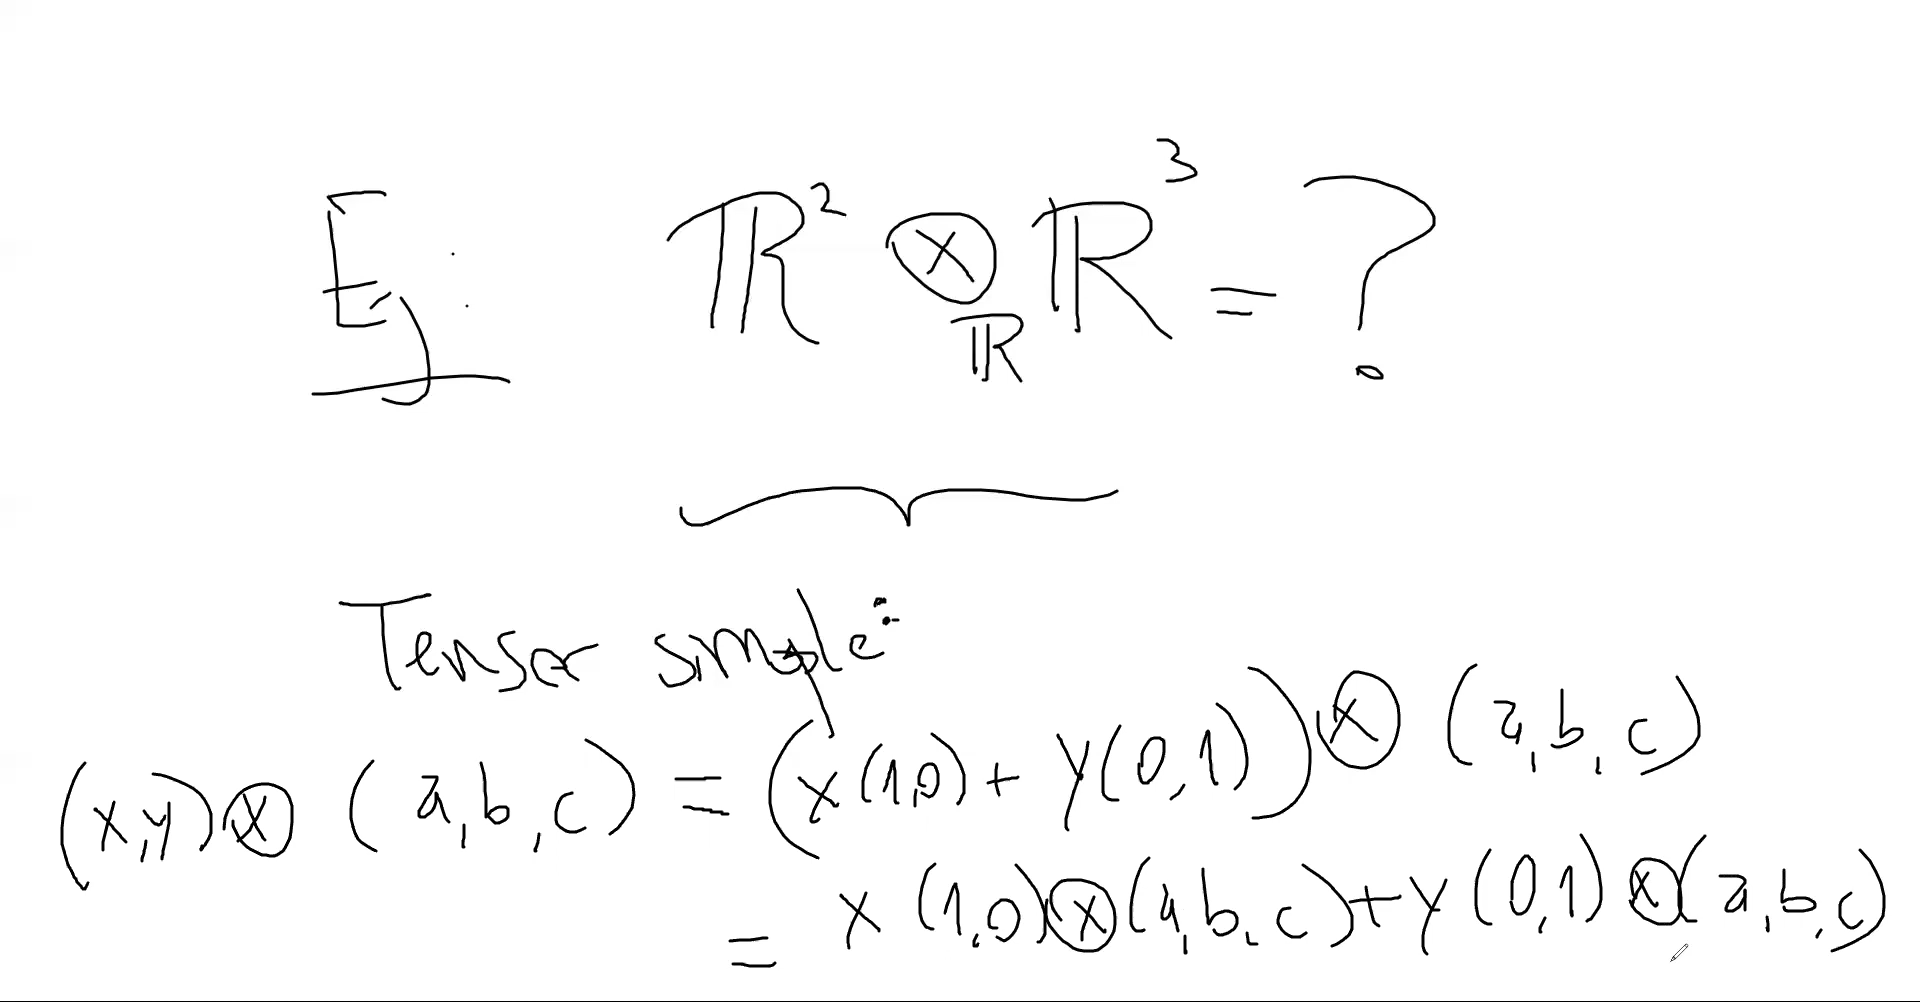 Ej: ℝ² ⊗_ℝ ℝ³ = ?
Tensor simple:
(x,y) ⊗ (a,b,c) = (x(1,0) + y(0,1)) ⊗ (a,b,c)
= x(1,0) ⊗ (a,b,c) + y(0,1) ⊗ (a,b,c)